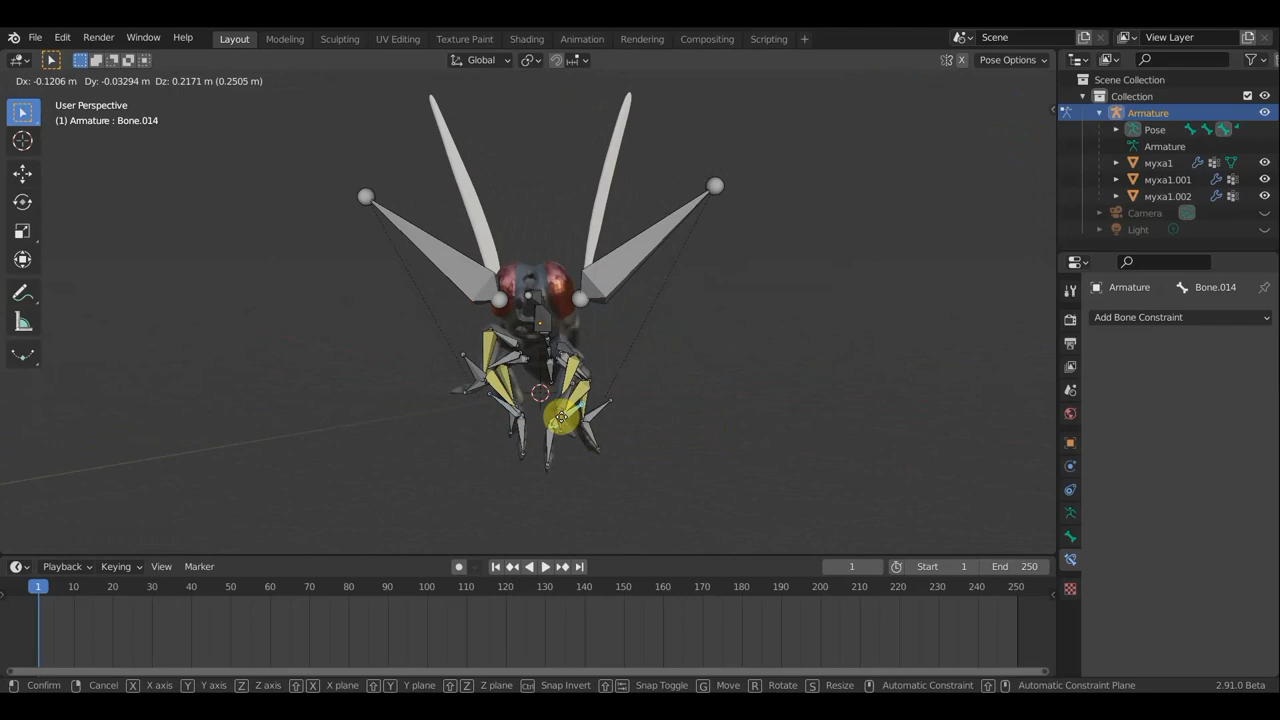 File Edit Render Window Help Layout Modeling Sculpting UV Editing Texture Paint Shading Animation Rendering Compositing Scripting + Scene View Layer
Global X Pose Options
Dx: -0.1206 m Dy: -0.03294 m Dz: 0.2171 m (0.2505 m)
User Perspective
(1) Armature : Bone.014
Scene Collection
Collection
Armature
Pose
Armature
муха1
муха1.001
муха1.002
Camera
Light
Armature Bone.014
Add Bone Constraint
Playback Keying View Marker 1 Start 1 End 250
1 10 20 30 40 50 60 70 80 90 100 110 120 130 140 150 160 170 180 190 200 210 220 230 240 250
Confirm Cancel X X axis Y Y axis Z Z axis X X plane Y Y plane Z Z plane Ctrl Snap Invert Snap Toggle G Move R Rotate S Resize Automatic Constraint Automatic Constraint Plane 2.91.0 Beta